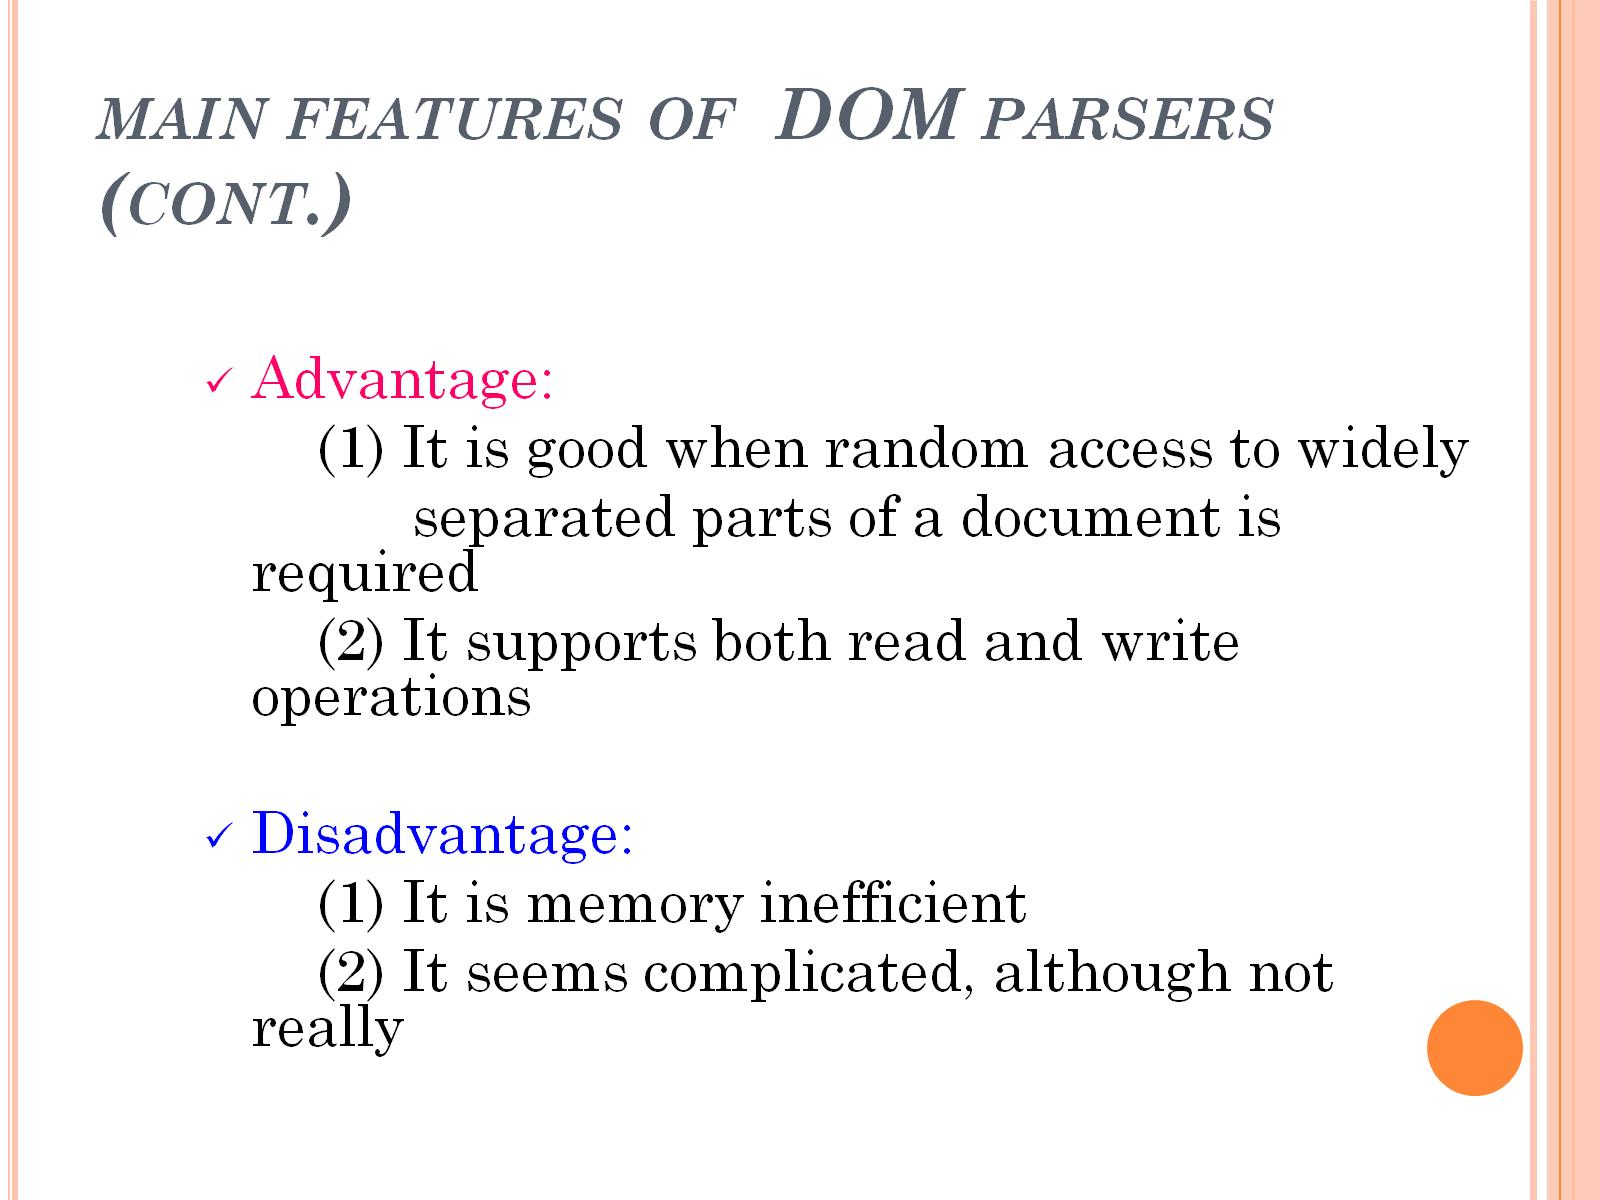 MAIN FEATURES OF DOM PARSERS
(CONT.)
✓ Advantage:
(1) It is good when random access to widely
separated parts of a document is
required
(2) It supports both read and write
operations
✓ Disadvantage:
(1) It is memory inefficient
(2) It seems complicated, although not
really